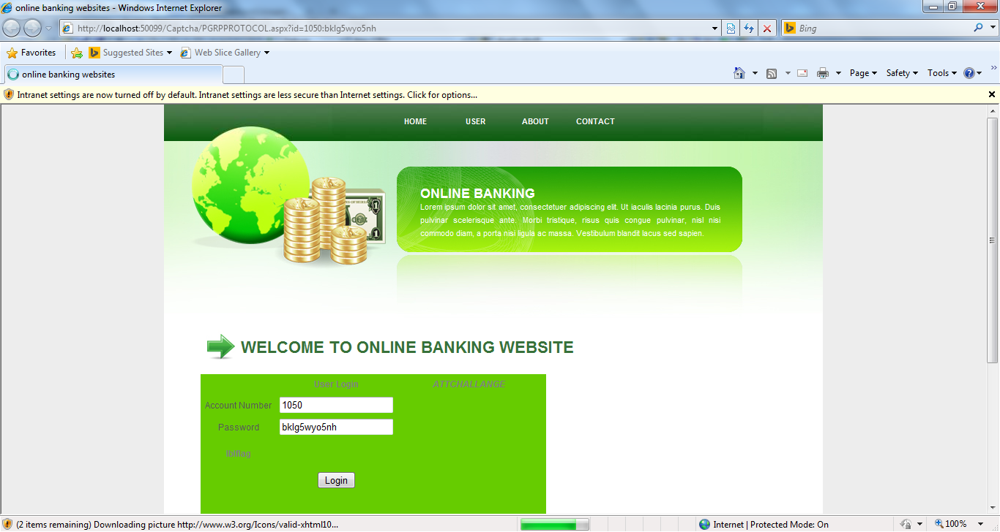 online banking websites - Windows Internet Explorer
http://localhost:50099/Captcha/PGRPPROTOCOL.aspx?id=1050:bklg5wyo5nh
Bing
Favorites
Suggested Sites
Web Slice Gallery
online banking websites
Page
Safety
Tools
»
Intranet settings are now turned off by default. Intranet settings are less secure than Internet settings. Click for options...
HOME USER ABOUT CONTACT
ONLINE BANKING
Lorem ipsum dolor sit amet, consectetuer adipiscing elit. Ut iaculis lacinia purus. Duis
pulvinar scelerisque ante. Morbi tristique, risus quis congue pulvinar, nisl nisi
commodo diam, a porta nisi ligula ac massa. Vestibulum blandit lacus sed sapien.
WELCOME TO ONLINE BANKING WEBSITE
User Login ATTCHALLANGE
Account Number 1050
Password bklg5wyo5nh
lblflag
Login
(2 items remaining) Downloading picture http://www.w3.org/Icons/valid-xhtml10...
Internet | Protected Mode: On
100%